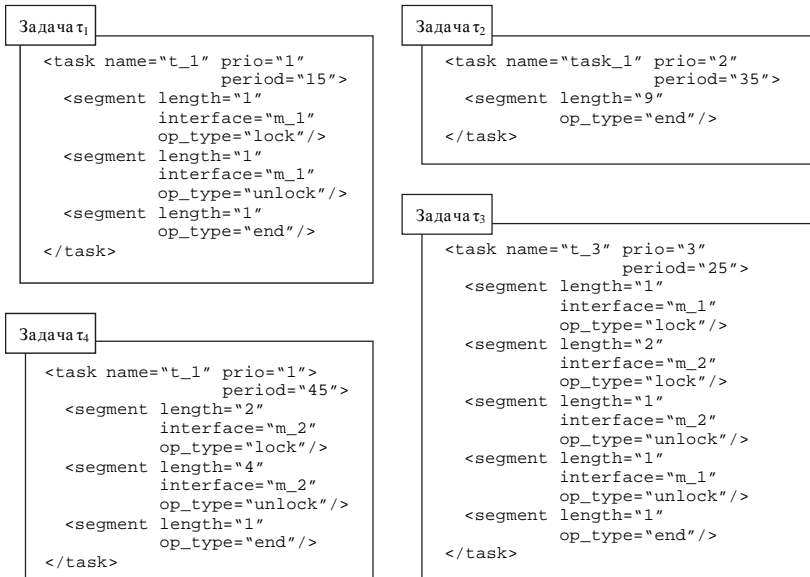 Задача τ₁
<task name="t_1" prio="1"
period="15">
<segment length="1"
interface="m_1"
op_type="lock"/>
<segment length="1"
interface="m_1"
op_type="unlock"/>
<segment length="1"
op_type="end"/>
</task>
Задача τ₂
<task name="task_1" prio="2"
period="35">
<segment length="9"
op_type="end"/>
</task>
Задача τ₃
<task name="t_3" prio="3"
period="25">
<segment length="1"
interface="m_1"
op_type="lock"/>
<segment length="2"
interface="m_2"
op_type="lock"/>
<segment length="1"
interface="m_2"
op_type="unlock"/>
<segment length="1"
interface="m_1"
op_type="unlock"/>
<segment length="1"
op_type="end"/>
</task>
Задача τ₄
<task name="t_1" prio="1">
period="45">
<segment length="2"
interface="m_2"
op_type="lock"/>
<segment length="4"
interface="m_2"
op_type="unlock"/>
<segment length="1"
op_type="end"/>
</task>